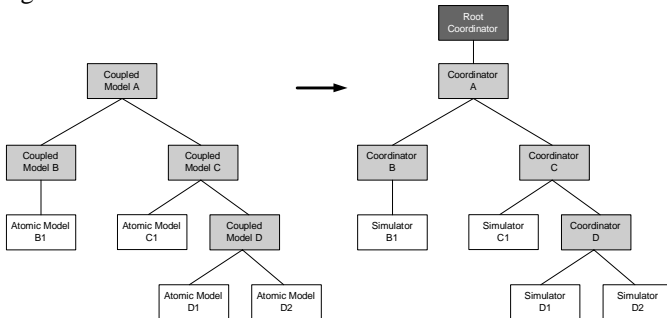 Root
Coordinator
Coupled
Model A
Coordinator
A
Coupled
Model B
Coupled
Model C
Coordinator
B
Coordinator
C
Atomic Model
B1
Atomic Model
C1
Coupled
Model D
Simulator
B1
Simulator
C1
Coordinator
D
Atomic Model
D1
Atomic Model
D2
Simulator
D1
Simulator
D2